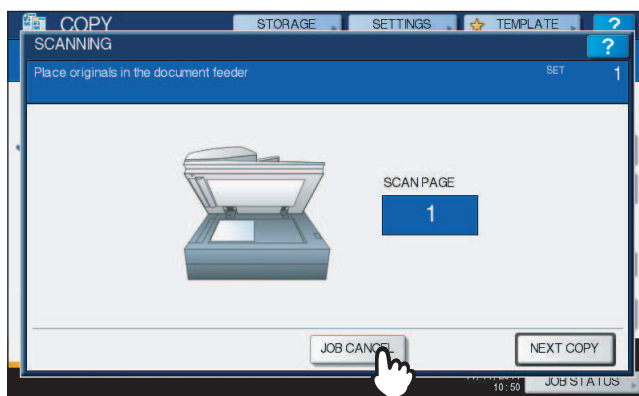 COPY STORAGE SETTINGS TEMPLATE ?
SCANNING ?
Place originals in the document feeder SET 1
SCAN PAGE
1
JOB CANCEL NEXT COPY
10:50 JOB STATUS